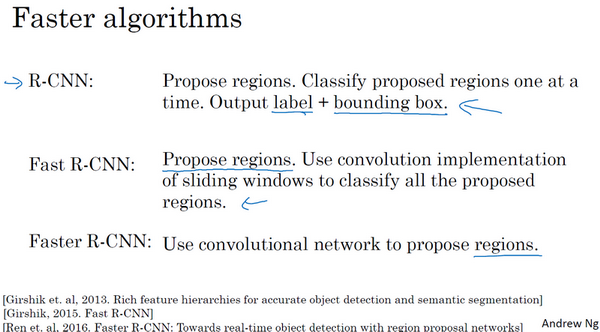 Faster algorithms
R-CNN: Propose regions. Classify proposed regions one at a
time. Output label + bounding box.
Fast R-CNN: Propose regions. Use convolution implementation
of sliding windows to classify all the proposed
regions.
Faster R-CNN: Use convolutional network to propose regions.
[Girshik et. al, 2013. Rich feature hierarchies for accurate object detection and semantic segmentation]
[Girshik, 2015. Fast R-CNN]
[Ren et. al, 2016. Faster R-CNN: Towards real-time object detection with region proposal networks]
Andrew Ng